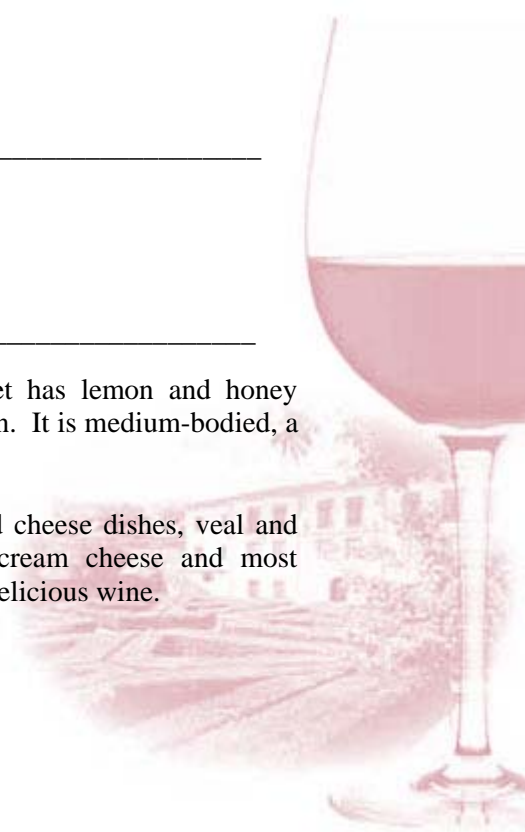 et has lemon and honey
n. It is medium-bodied, a
d cheese dishes, veal and
cream cheese and most
elicious wine.